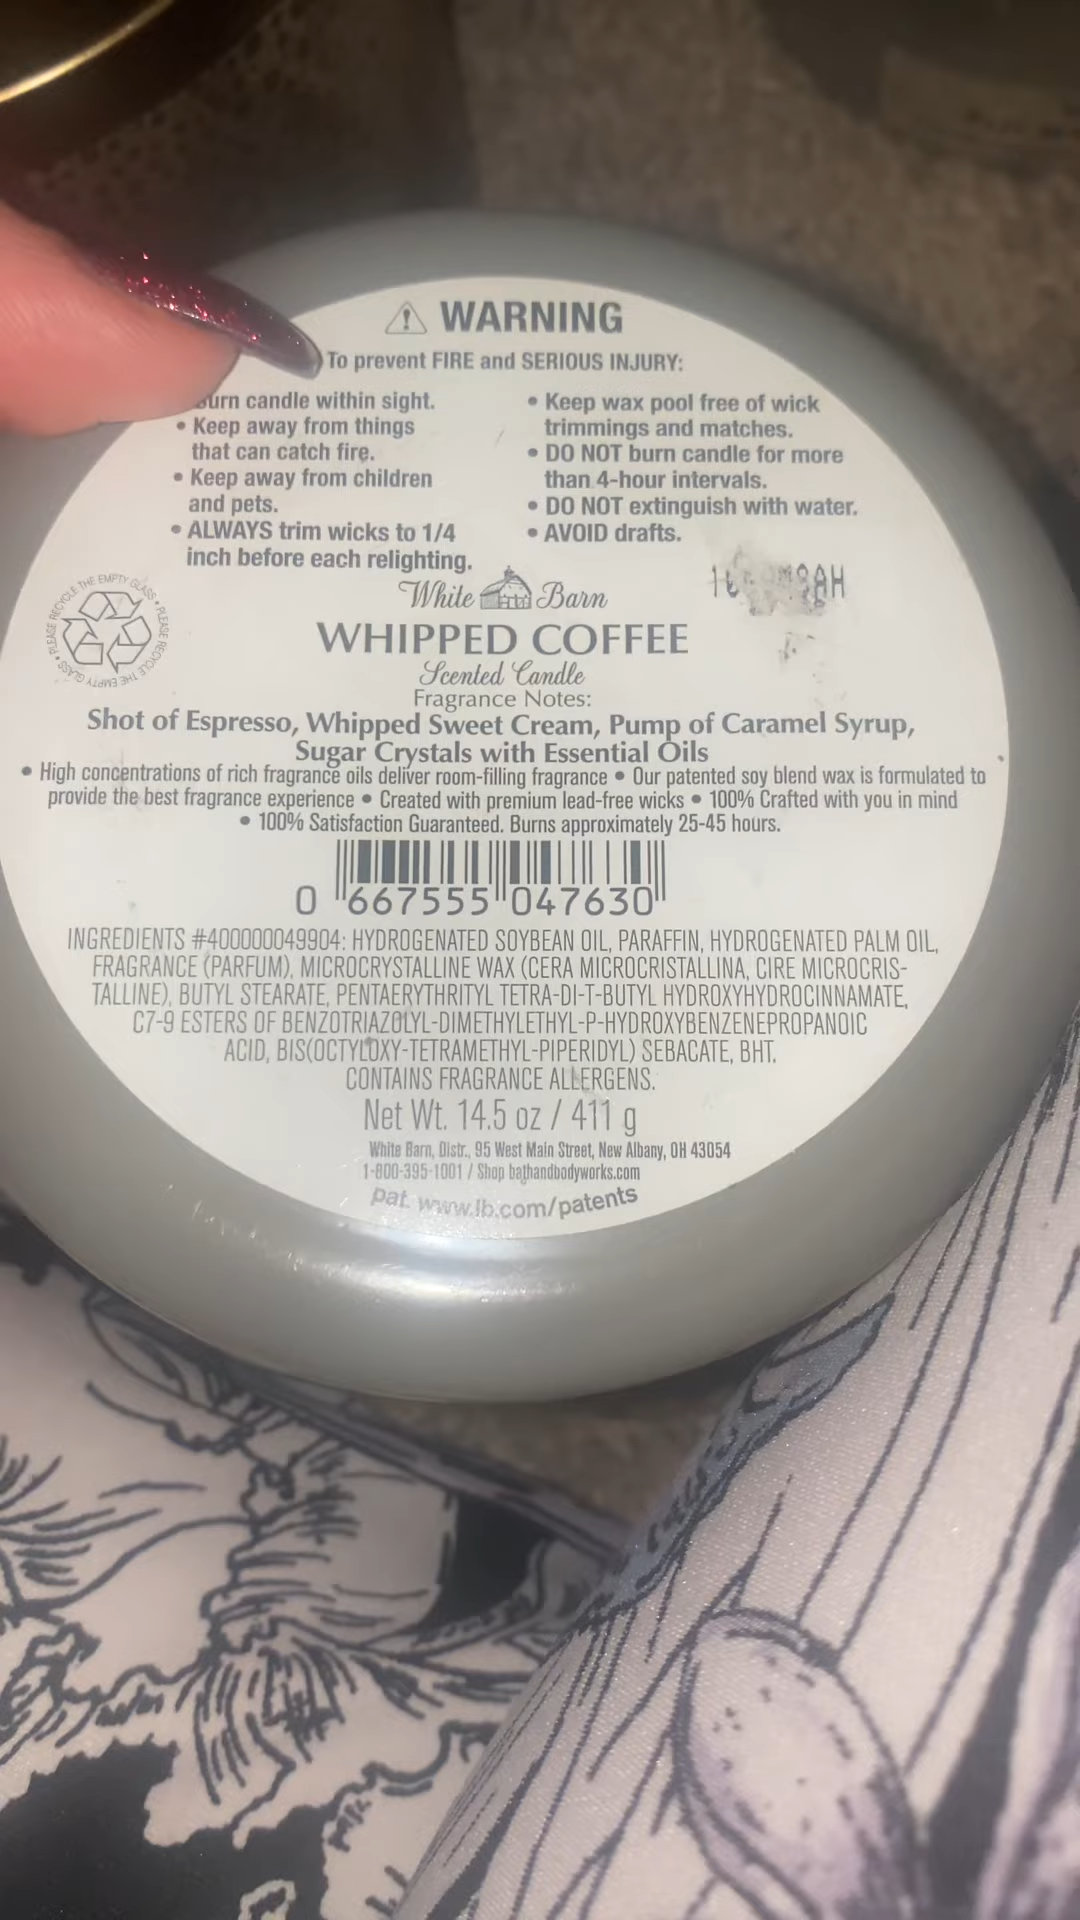 WARNING
To prevent FIRE and SERIOUS INJURY:
burn candle within sight.
• Keep away from things
that can catch fire.
• Keep away from children
and pets.
• ALWAYS trim wicks to 1/4
inch before each relighting.
• Keep wax pool free of wick
trimmings and matches.
• DO NOT burn candle for more
than 4-hour intervals.
• DO NOT extinguish with water.
• AVOID drafts.
PLEASE RECYCLE THE EMPTY GLASS • PLEASE RECYCLE THE EMPTY GLASS •
White Barn
WHIPPED COFFEE
Scented Candle
Fragrance Notes:
Shot of Espresso, Whipped Sweet Cream, Pump of Caramel Syrup,
Sugar Crystals with Essential Oils
• High concentrations of rich fragrance oils deliver room-filling fragrance • Our patented soy blend wax is formulated to
provide the best fragrance experience • Created with premium lead-free wicks • 100% Crafted with you in mind
• 100% Satisfaction Guaranteed. Burns approximately 25-45 hours.
0 667555 047630
INGREDIENTS #400000049904: HYDROGENATED SOYBEAN OIL, PARAFFIN, HYDROGENATED PALM OIL,
FRAGRANCE (PARFUM), MICROCRYSTALLINE WAX (CERA MICROCRISTALLINA, CIRE MICROCRIS-
TALLINE), BUTYL STEARATE, PENTAERYTHRITYL TETRA-DI-T-BUTYL HYDROXYHYDROCINNAMATE,
C7-9 ESTERS OF BENZOTRIAZOLYL-DIMETHYLETHYL-P-HYDROXYBENZENEPROPANOIC
ACID, BIS(OCTYLOXY-TETRAMETHYL-PIPERIDYL) SEBACATE, BHT.
CONTAINS FRAGRANCE ALLERGENS.
Net Wt. 14.5 oz / 411 g
White Barn, Distr., 95 West Main Street, New Albany, OH 43054
1-800-395-1001 / Shop bathandbodyworks.com
pat. www.lb.com/patents